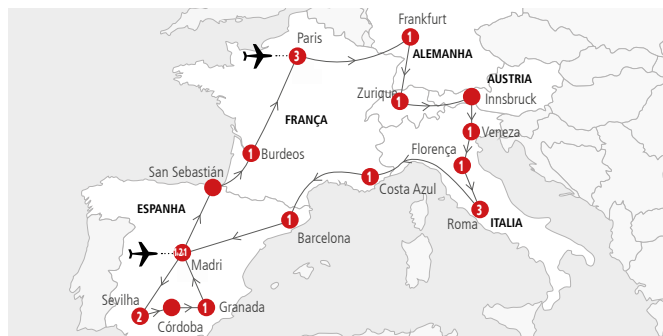 Frankfurt
1
Paris
3
ALEMANHA
AUSTRIA
Zurique
1
Innsbruck
FRANÇA
1
Veneza
Florença
1
1
Burdeos
San Sebastián
1
Costa Azul
ESPANHA
3
Roma
ITALIA
1
Barcelona
Madri
Sevilha
2
Córdoba
1
Granada